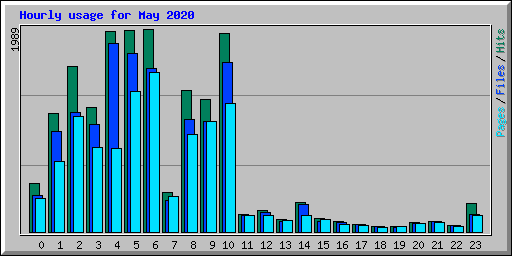 Hourly usage for May 2020
1989
Pages/Files/Hits
0 1 2 3 4 5 6 7 8 9 10 11 12 13 14 15 16 17 18 19 20 21 22 23